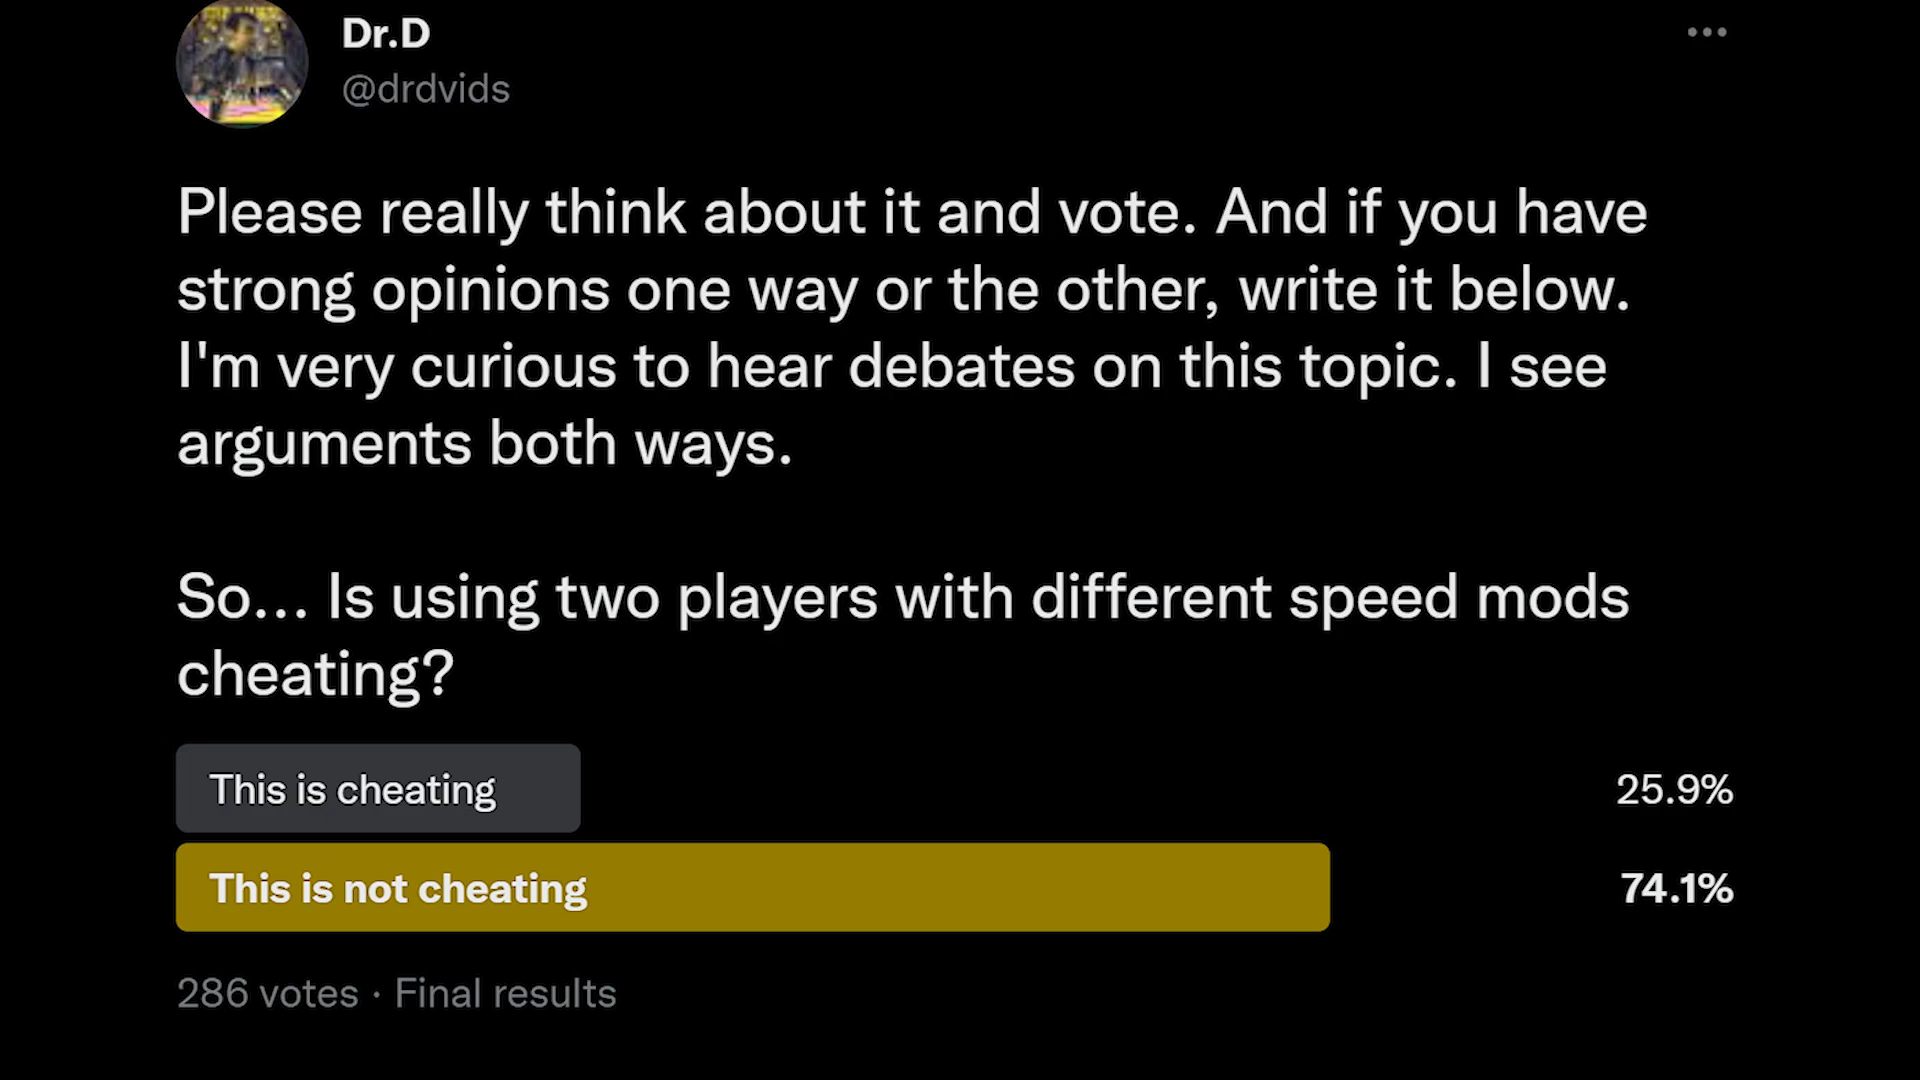 Dr.D
@drdvids
Please really think about it and vote. And if you have
strong opinions one way or the other, write it below.
I'm very curious to hear debates on this topic. I see
arguments both ways.
So... Is using two players with different speed mods
cheating?
This is cheating 25.9%
This is not cheating 74.1%
286 votes · Final results